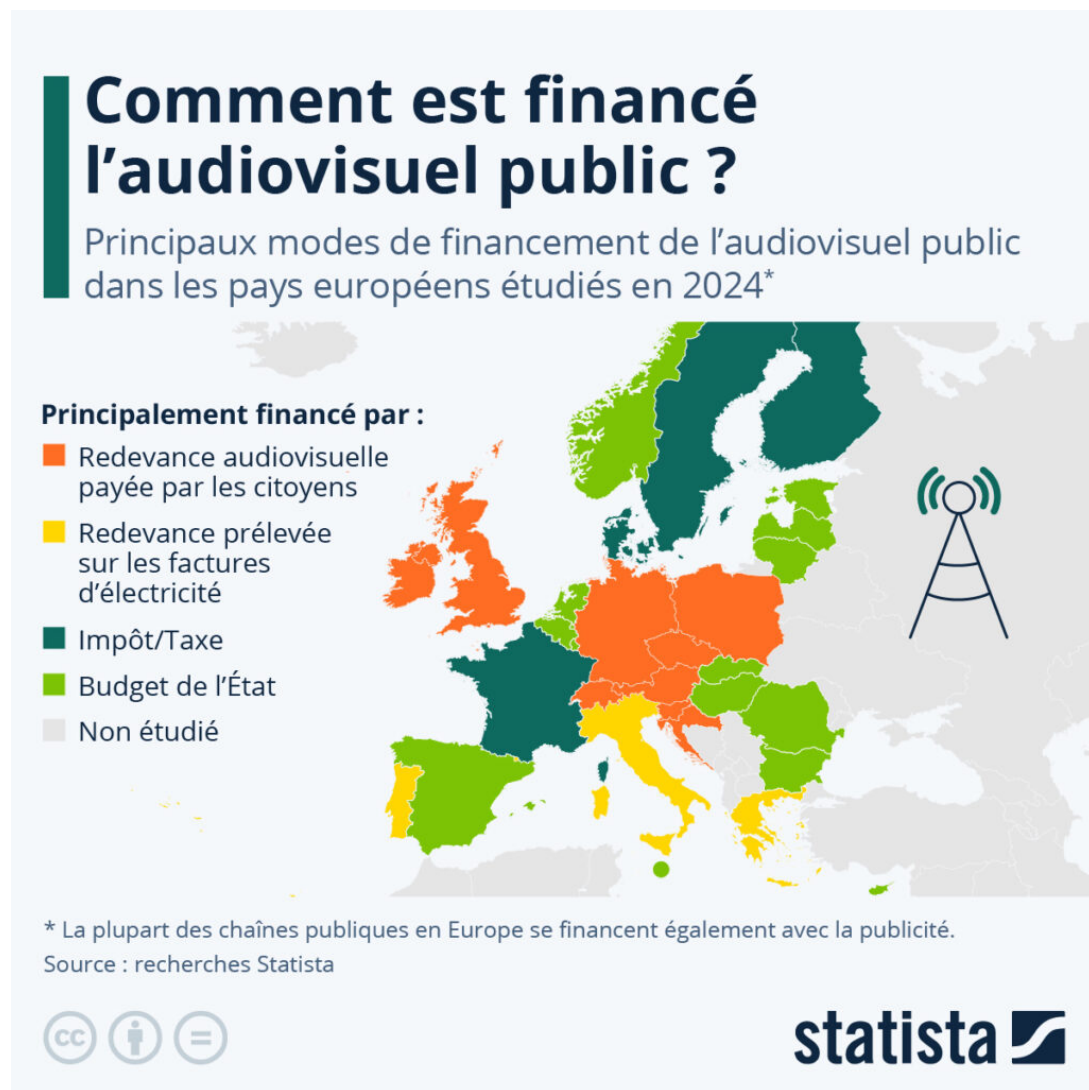 Comment est financé
l’audiovisuel public ?
Principaux modes de financement de l’audiovisuel public
dans les pays européens étudiés en 2024*
Principalement financé par :
Redevance audiovisuelle
payée par les citoyens
Redevance prélevée
sur les factures
d’électricité
Impôt/Taxe
Budget de l’État
Non étudié
* La plupart des chaînes publiques en Europe se financent également avec la publicité.
Source : recherches Statista
cc
statista